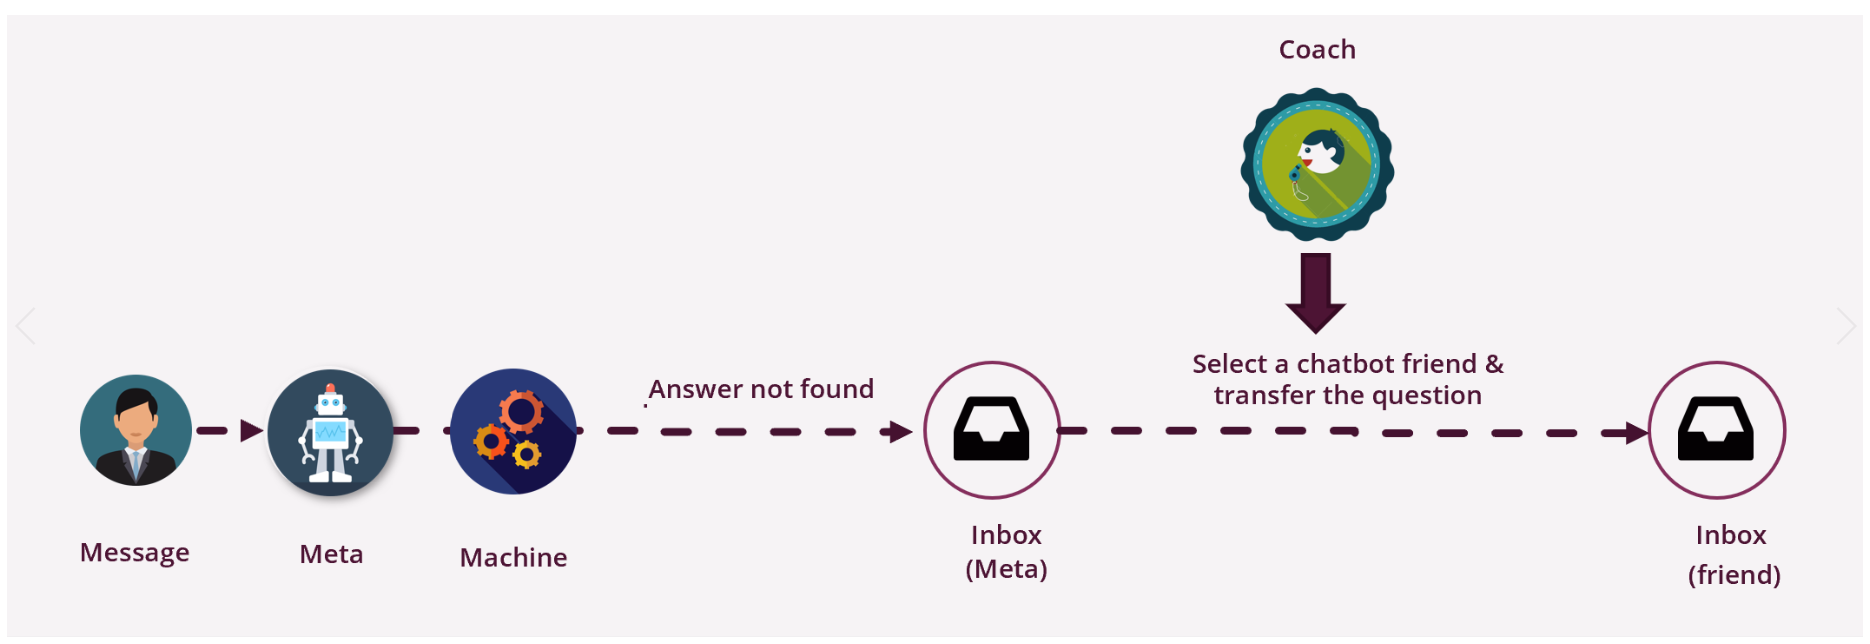 Coach
Select a chatbot friend &
transfer the question
Answer not found
Message
Meta
Machine
Inbox
(Meta)
Inbox
(friend)